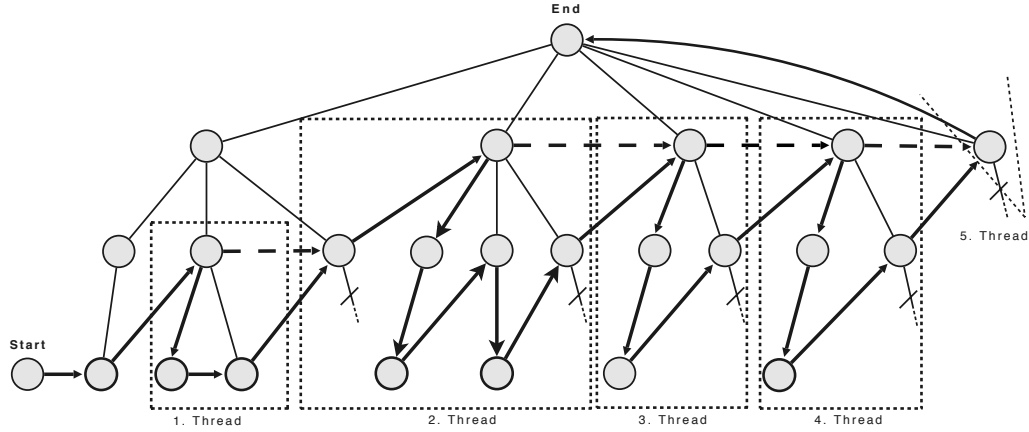 End
5. Thread
Start
1. Thread
2. Thread
3. Thread
4. Thread